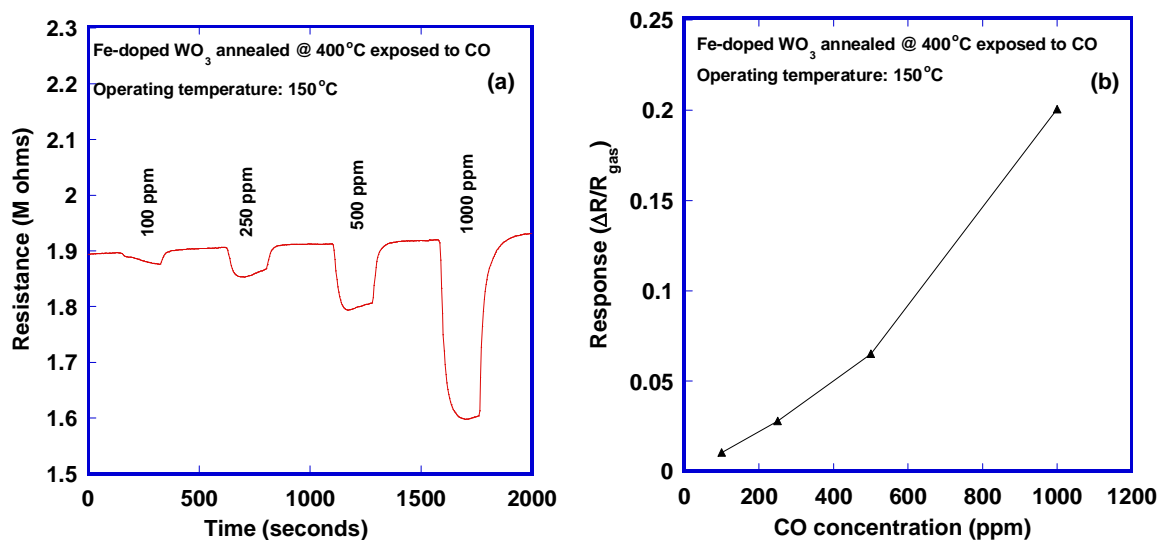 Fe-doped WO3 annealed @ 400°C exposed to CO
Operating temperature: 150°C
(a)
Resistance (M ohms)
2.3
2.2
2.1
2
1.9
1.8
1.7
1.6
1.5
100 ppm
250 ppm
500 ppm
1000 ppm
0
500
1000
1500
2000
Time (seconds)
Fe-doped WO3 annealed @ 400°C exposed to CO
Operating temperature: 150°C
(b)
Response (ΔR/Rgas)
0.25
0.2
0.15
0.1
0.05
0
0
200
400
600
800
1000
1200
CO concentration (ppm)